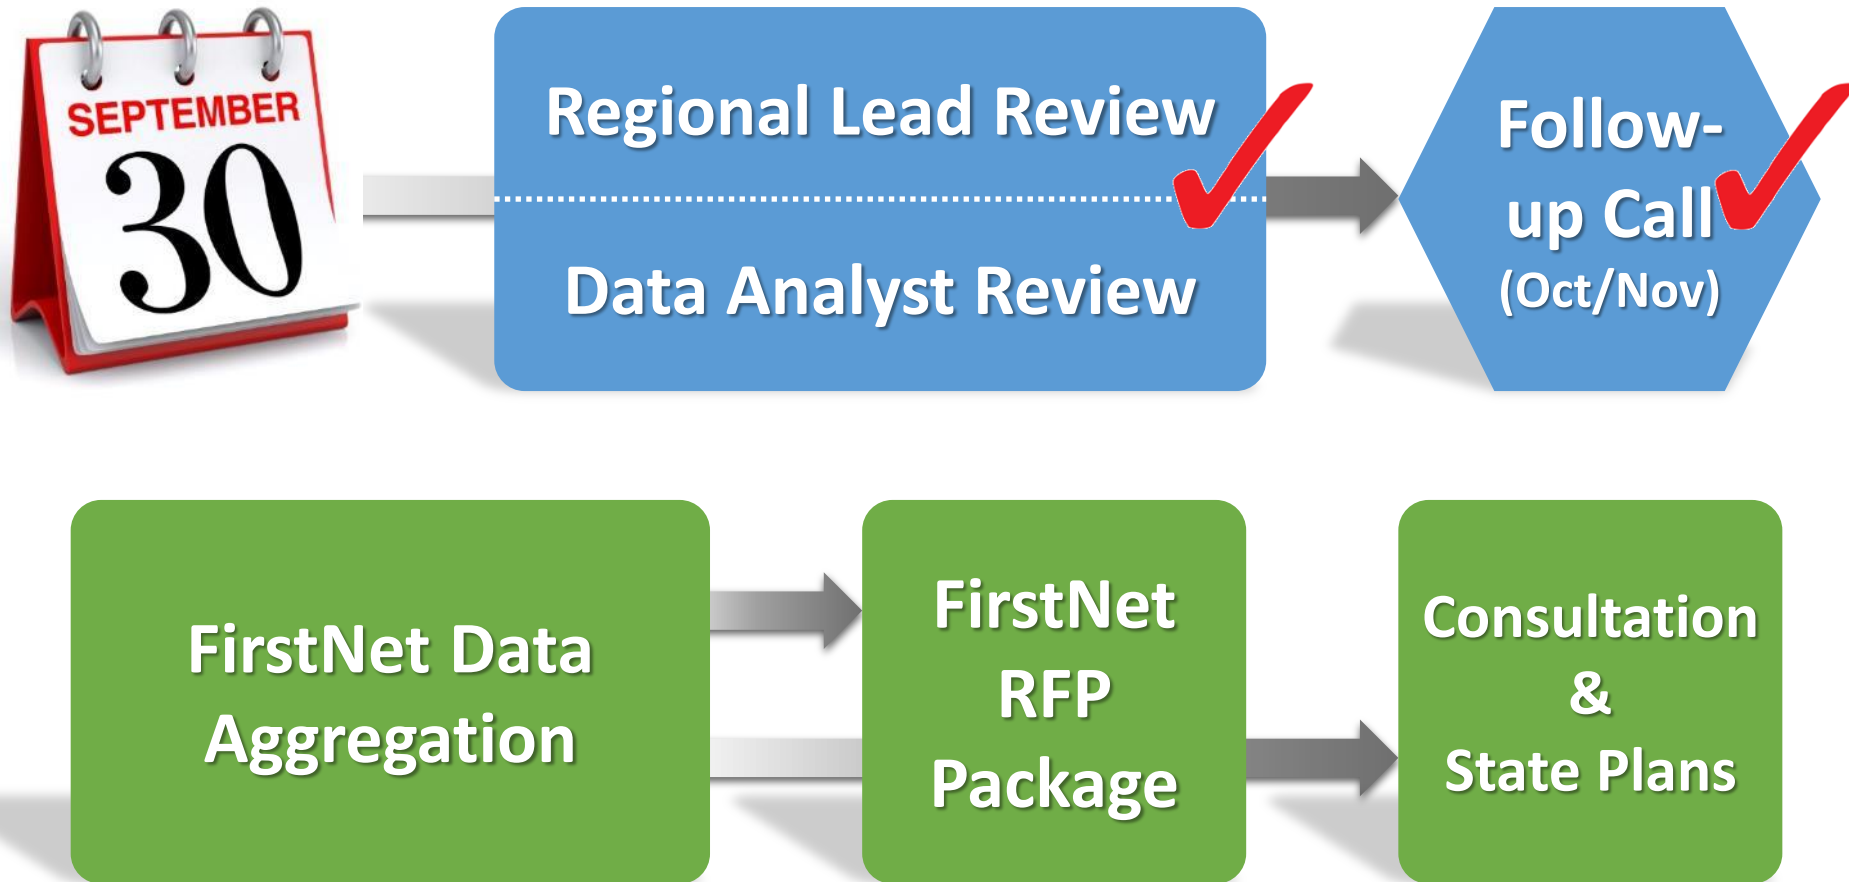 SEPTEMBER
30
Regional Lead Review
Data Analyst Review
Follow-
up Call
(Oct/Nov)
FirstNet Data
Aggregation
FirstNet
RFP
Package
Consultation
&
State Plans